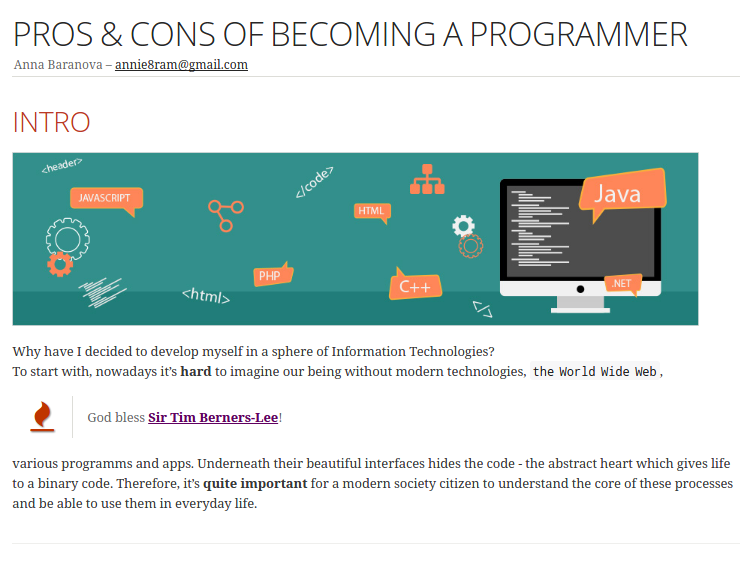 PROS & CONS OF BECOMING A PROGRAMMER
Anna Baranova – annie8ram@gmail.com
INTRO
<header>
JAVASCRIPT
</code>
HTML
Java
PHP
<html>
C++
.NET
</>
Why have I decided to develop myself in a sphere of Information Technologies?
To start with, nowadays it's hard to imagine our being without modern technologies, the World Wide Web,
God bless Sir Tim Berners-Lee!
various programms and apps. Underneath their beautiful interfaces hides the code - the abstract heart which gives life
to a binary code. Therefore, it's quite important for a modern society citizen to understand the core of these processes
and be able to use them in everyday life.